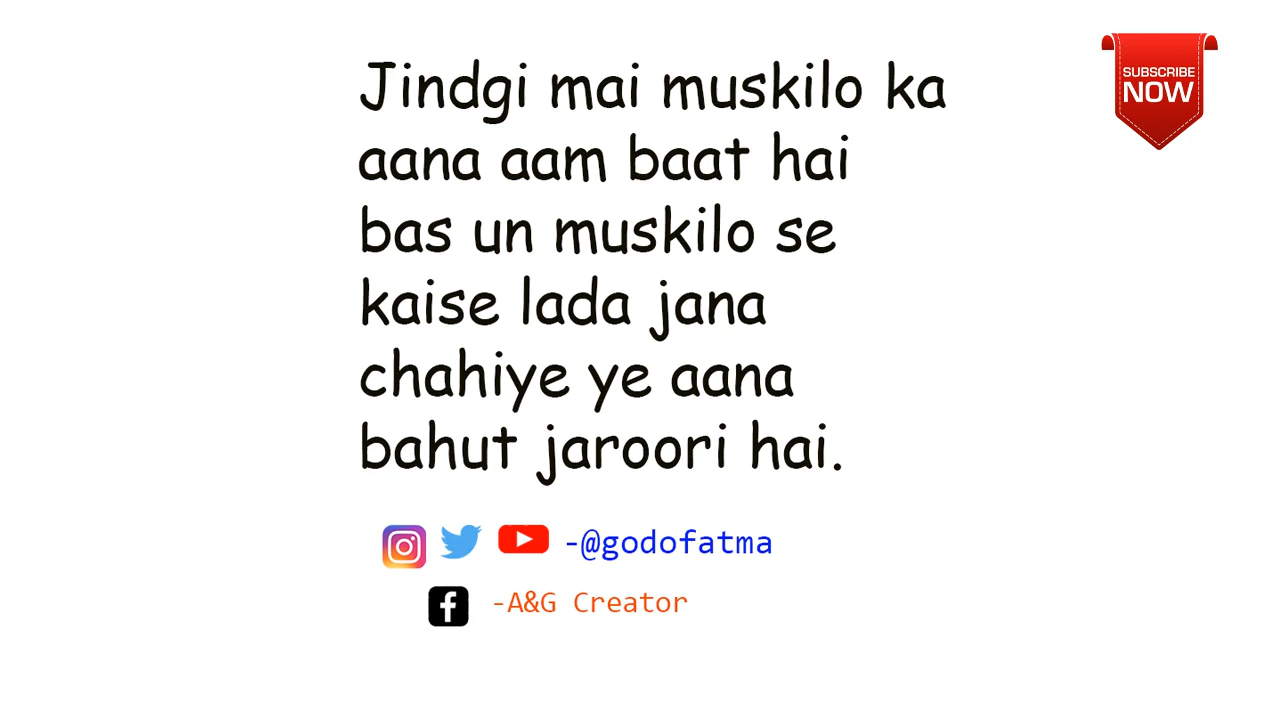 Jindgi mai muskilo ka
aana aam baat hai
bas un muskilo se
kaise lada jana
chahiye ye aana
bahut jaroori hai.
SUBSCRIBE
NOW
-@godofatma
-A&G Creator